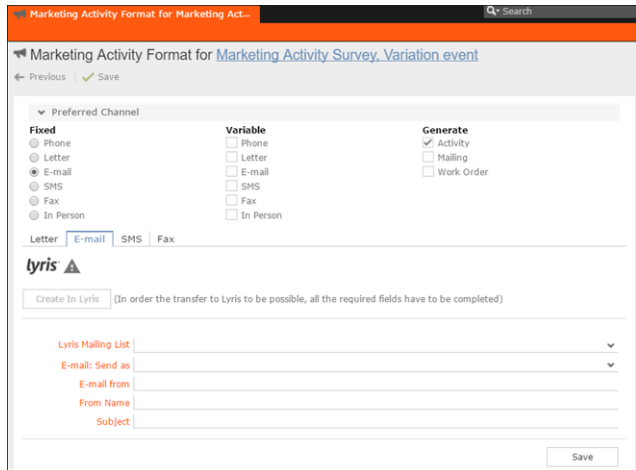 Marketing Activity Format for Marketing Act...
Search
Marketing Activity Format for Marketing Activity Survey, Variation event
Previous Save
Preferred Channel
Fixed Variable Generate
Phone Phone Activity
Letter Letter Mailing
E-mail E-mail Work Order
SMS SMS
Fax Fax
In Person In Person
Letter E-mail SMS Fax
lyris
Create In Lyris (In order the transfer to Lyris to be possible, all the required fields have to be completed)
Lyris Mailing List
E-mail: Send as
E-mail from
From Name
Subject
Save